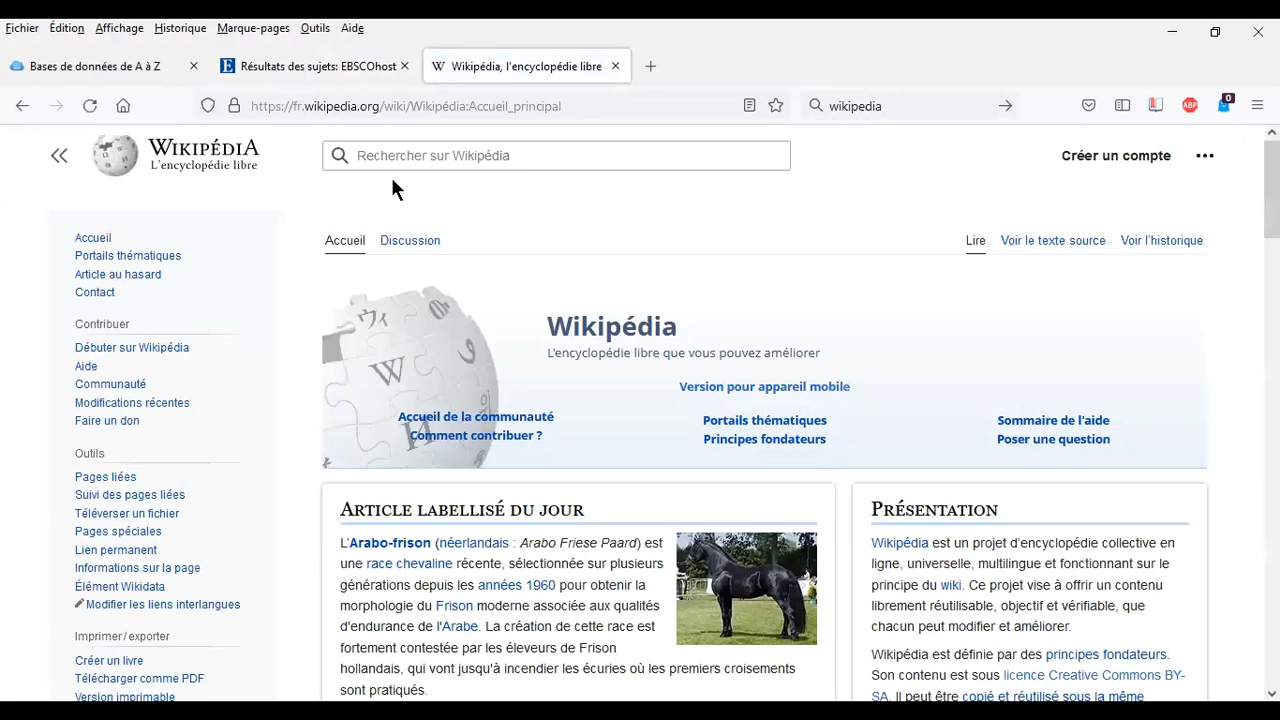 Fichier Édition Affichage Historique Marque-pages Outils Aide
Bases de données de A à Z
Résultats des sujets: EBSCOhost
W Wikipédia, l'encyclopédie libre
https://fr.wikipedia.org/wiki/Wikipédia:Accueil_principal
wikipedia
ABP
0
WIKIPÉDIA
L'encyclopédie libre
Rechercher sur Wikipédia
Créer un compte
Accueil Discussion
Lire Voir le texte source Voir l'historique
Accueil
Portails thématiques
Article au hasard
Contact
Contribuer
Débuter sur Wikipédia
Aide
Communauté
Modifications récentes
Faire un don
Outils
Pages liées
Suivi des pages liées
Téléverser un fichier
Pages spéciales
Lien permanent
Informations sur la page
Élément Wikidata
Modifier les liens interlangues
Imprimer / exporter
Créer un livre
Télécharger comme PDF
Version imprimable
Wikipédia
L'encyclopédie libre que vous pouvez améliorer
Version pour appareil mobile
Accueil de la communauté
Comment contribuer ?
Portails thématiques
Principes fondateurs
Sommaire de l'aide
Poser une question
ARTICLE LABELLISÉ DU JOUR
L'Arabo-frison (néerlandais : Arabo Friese Paard) est
une race chevaline récente, sélectionnée sur plusieurs
générations depuis les années 1960 pour obtenir la
morphologie du Frison moderne associée aux qualités
d'endurance de l'Arabe. La création de cette race est
fortement contestée par les éleveurs de Frison
hollandais, qui vont jusqu'à incendier les écuries où les premiers croisements
sont pratiqués.
PRÉSENTATION
Wikipédia est un projet d'encyclopédie collective en
ligne, universelle, multilingue et fonctionnant sur le
principe du wiki. Ce projet vise à offrir un contenu
librement réutilisable, objectif et vérifiable, que
chacun peut modifier et améliorer.
Wikipédia est définie par des principes fondateurs.
Son contenu est sous licence Creative Commons BY-
SA. Il peut être copié et réutilisé sous la même